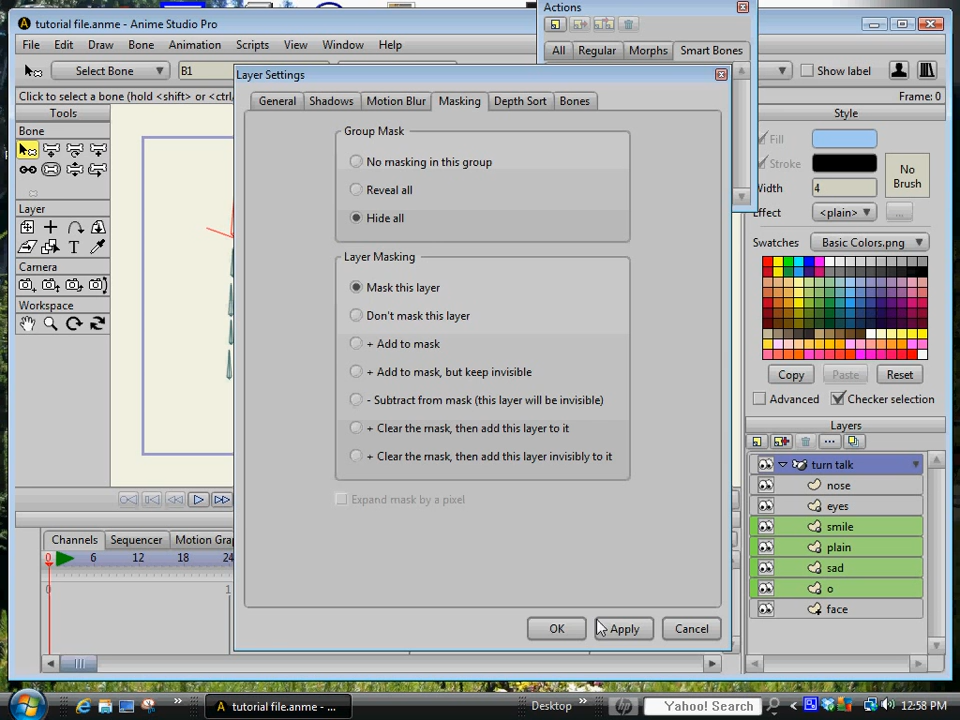 Actions
tutorial file.anme - Anime Studio Pro
File Edit Draw Bone Animation Scripts View Window Help
All Regular Morphs Smart Bones
Select Bone B1
Show label
Click to select a bone (hold <shift> or <ctrl
Frame: 0
Tools
Bone
Layer
T
Camera
Workspace
Layer Settings
General Shadows Motion Blur Masking Depth Sort Bones
Group Mask
No masking in this group
Reveal all
Hide all
Layer Masking
Mask this layer
Don't mask this layer
+ Add to mask
+ Add to mask, but keep invisible
- Subtract from mask (this layer will be invisible)
+ Clear the mask, then add this layer to it
+ Clear the mask, then add this layer invisibly to it
Expand mask by a pixel
OK Apply Cancel
Style
Fill
Stroke
No
Brush
Width 4
Effect <plain> ...
Swatches Basic Colors.png
Copy Paste Reset
Advanced Checker selection
Layers
turn talk
nose
eyes
smile
plain
sad
o
face
Channels Sequencer Motion Grap
0 6 12 18 24
0 1
tutorial file.anme - ...
Desktop
hp
Yahoo! Search
12:58 PM